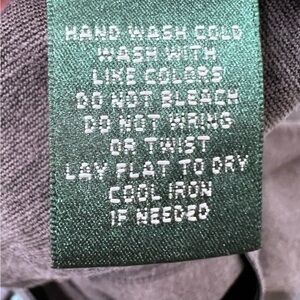 HAND WASH COLD
WASH WITH
LIKE COLORS
DO NOT BLEACH
DO NOT WRING
OR TWIST
LAY FLAT TO DRY
COOL IRON
IF NEEDED